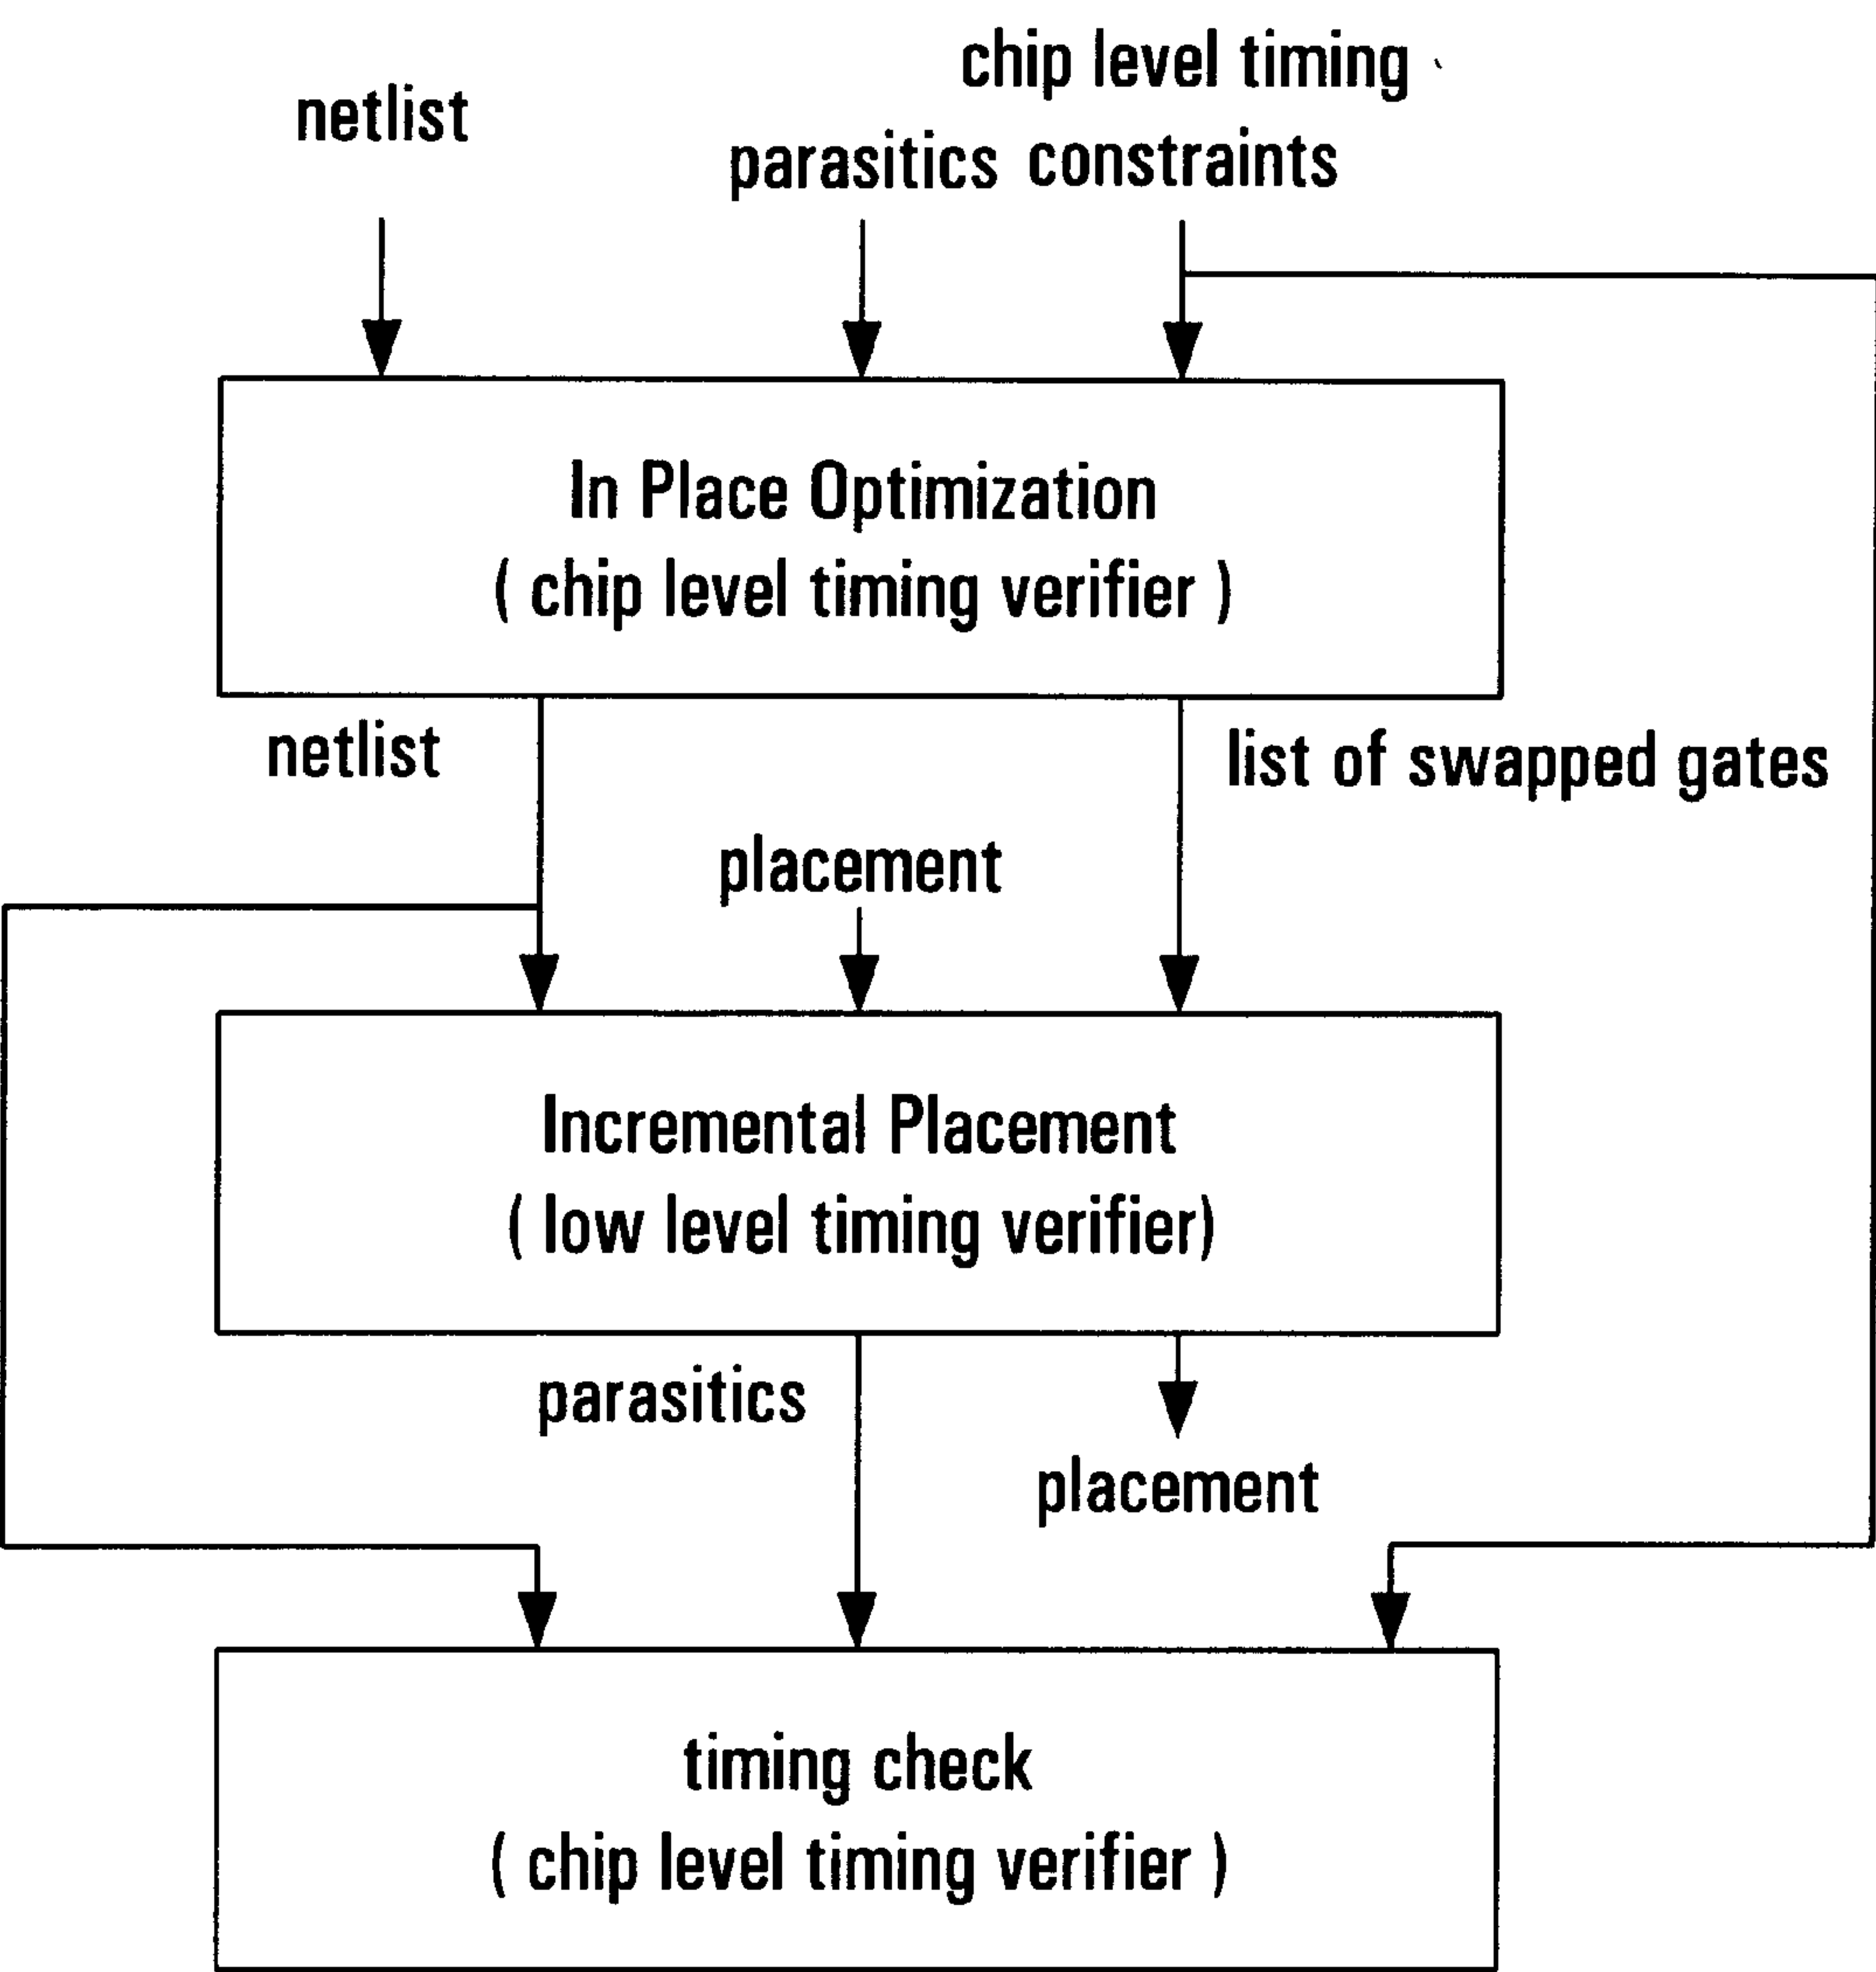 netlist
chip level timing
parasitics constraints
In Place Optimization
( chip level timing verifier )
netlist
list of swapped gates
placement
Incremental Placement
( low level timing verifier)
parasitics
placement
timing check
( chip level timing verifier )